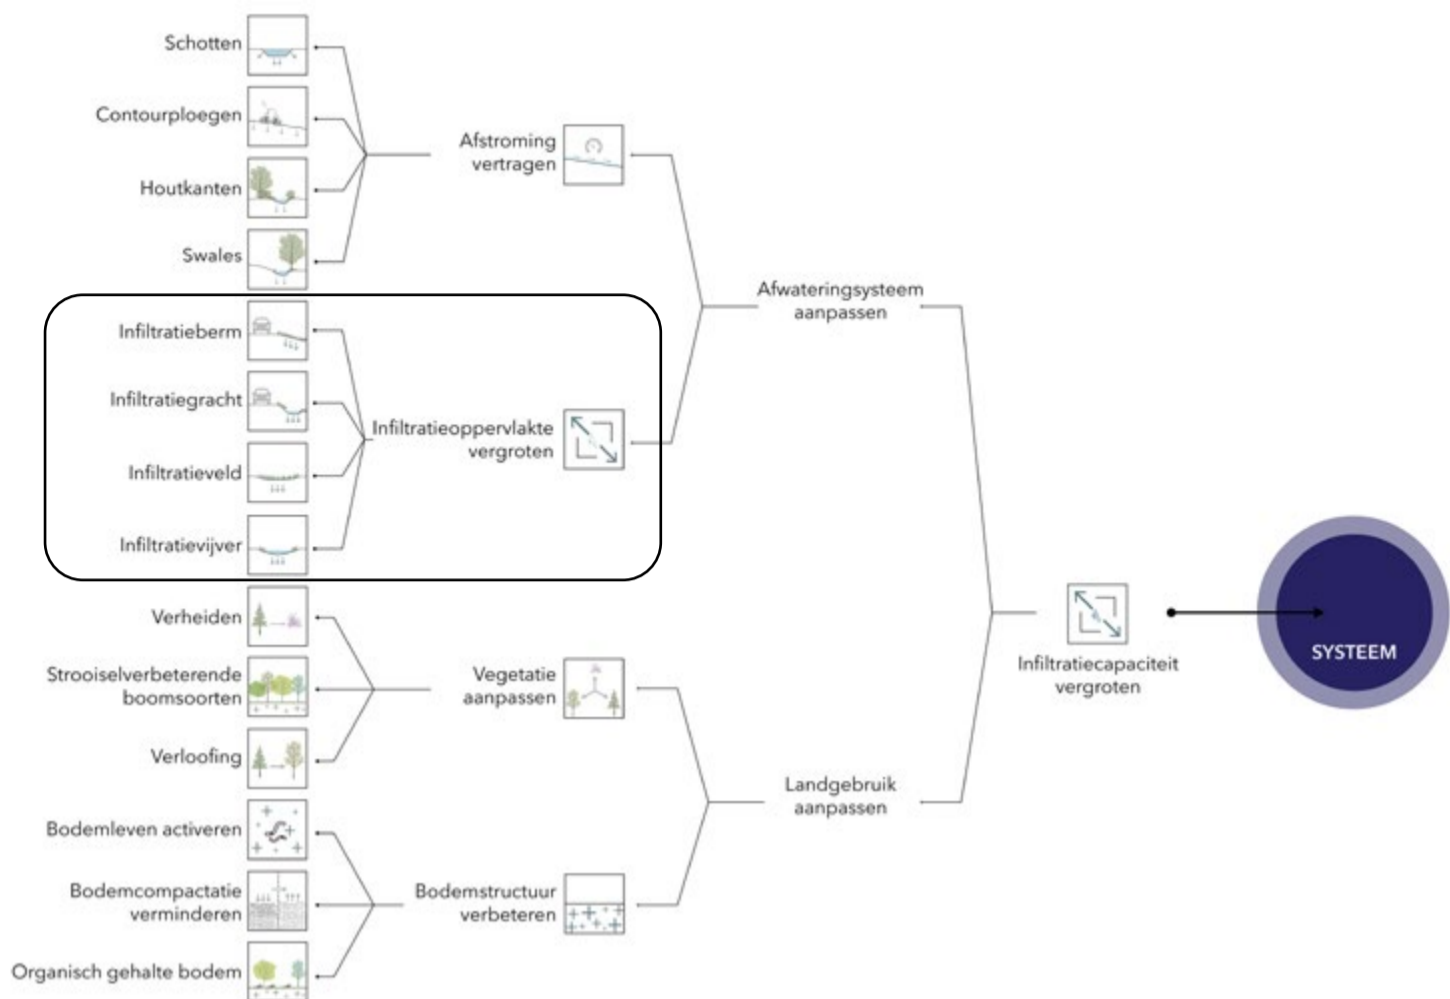 Schotten
Contourploegen
Houtkanten
Swales
Infiltratieberm
Infiltratiegracht
Infiltratieveld
Infiltratievijver
Verheiden
Strooiselverbeterende
boomsoorten
Verloofing
Bodemleven activeren
Bodemcompactatie
verminderen
Organisch gehalte bodem
Afstroming
vertragen
Infiltratieoppervlakte
vergroten
Vegetatie
aanpassen
Bodemstructuur
verbeteren
Afwateringsysteem
aanpassen
Landgebruik
aanpassen
Infiltratiecapaciteit
vergroten
SYSTEEM